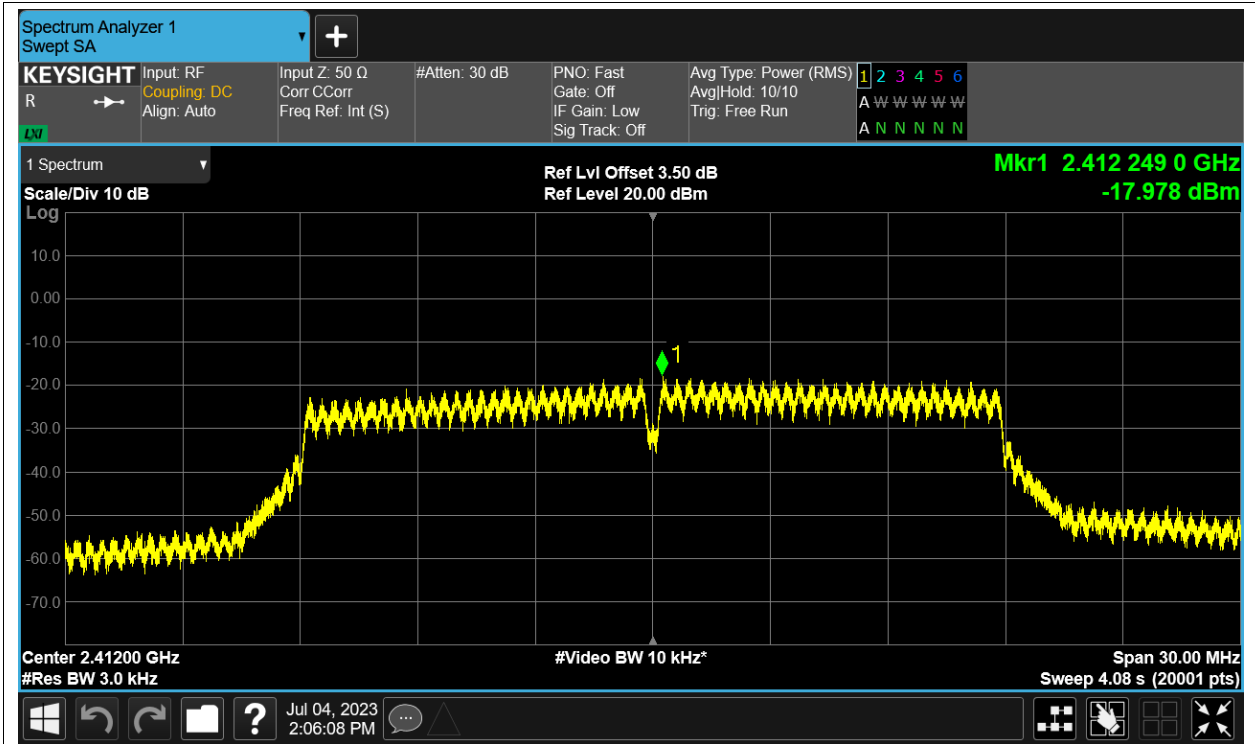 Spectrum Analyzer 1
Swept SA
KEYSIGHT
R
LXI
Input: RF
Coupling: DC
Align: Auto
Input Z: 50 Ω
Corr CCorr
Freq Ref: Int (S)
#Atten: 30 dB
PNO: Fast
Gate: Off
IF Gain: Low
Sig Track: Off
Avg Type: Power (RMS)
Avg|Hold: 10/10
Trig: Free Run
1 2 3 4 5 6
A W W W W W
A N N N N N
1 Spectrum
Scale/Div 10 dB
Log
Ref Lvl Offset 3.50 dB
Ref Level 20.00 dBm
Mkr1 2.412 249 0 GHz
-17.978 dBm
10.0
0.00
-10.0
-20.0
-30.0
-40.0
-50.0
-60.0
-70.0
1
Center 2.41200 GHz
#Res BW 3.0 kHz
#Video BW 10 kHz*
Span 30.00 MHz
Sweep 4.08 s (20001 pts)
?
Jul 04, 2023
2:06:08 PM